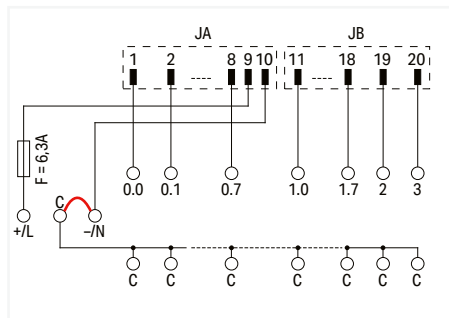 JA JB
1 2 8 9 10 11 18 19 20
F = 6,3A
0.0 0.1 0.7 1.0 1.7 2 3
C
+/L –/N
C C C C C C C